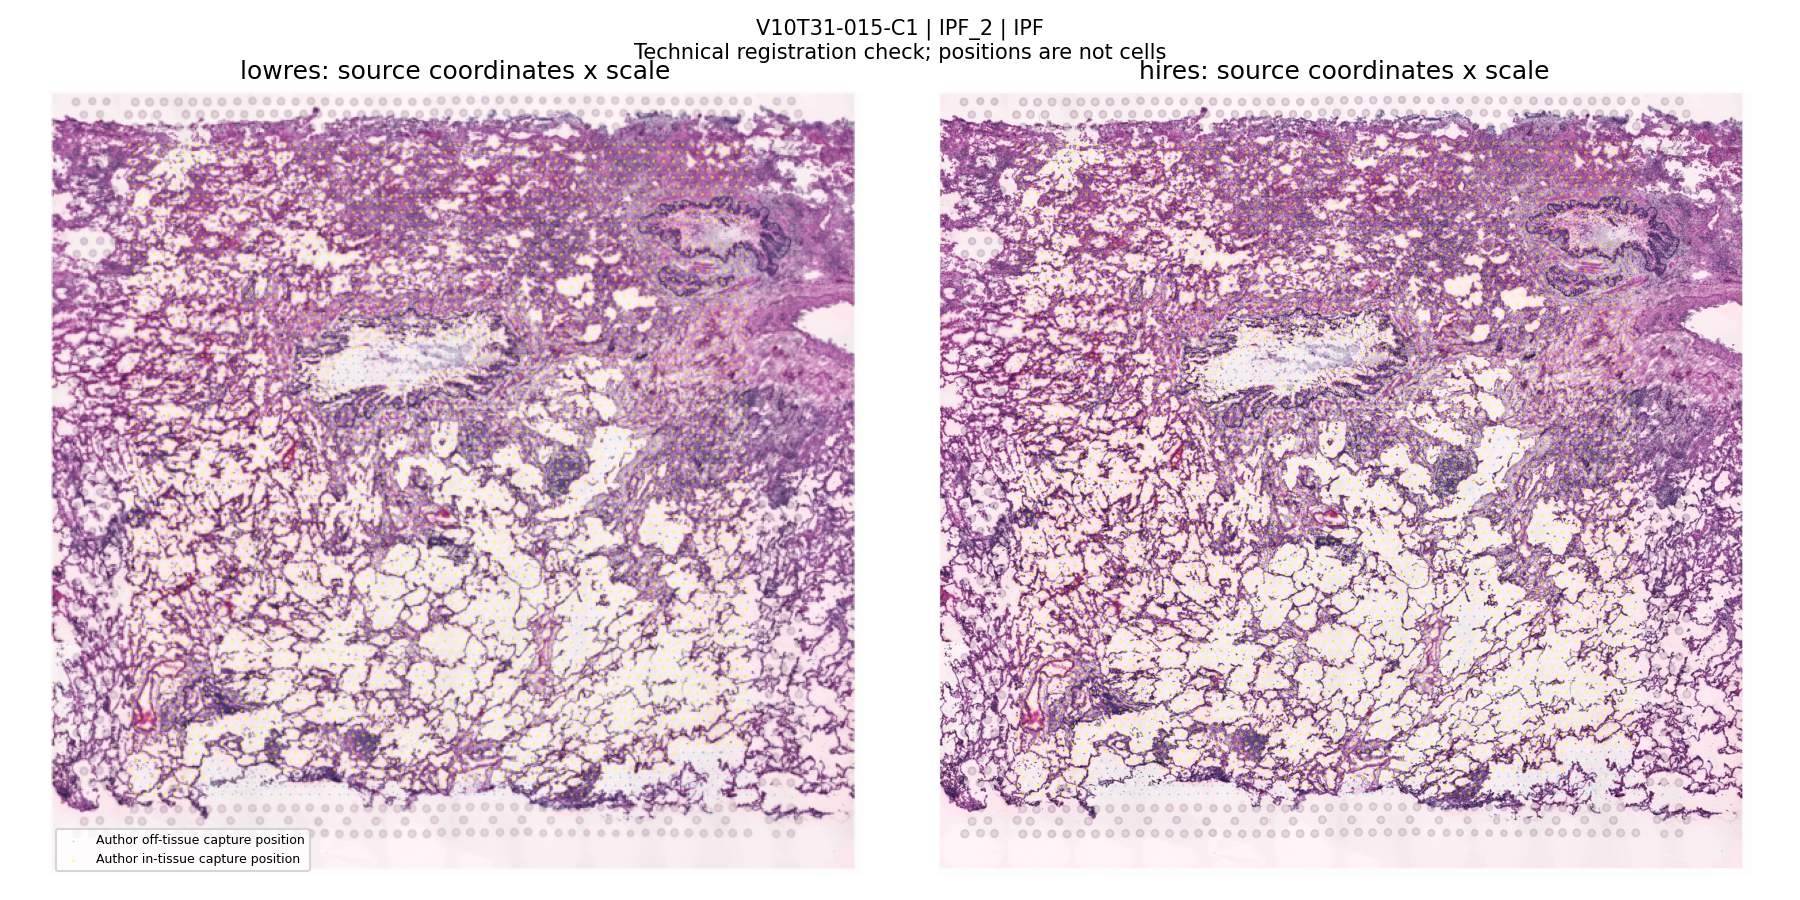 V10T31-015-C1 | IPF_2 | IPF
Technical registration check; positions are not cells
lowres: source coordinates x scale
hires: source coordinates x scale
Author off-tissue capture position
Author in-tissue capture position